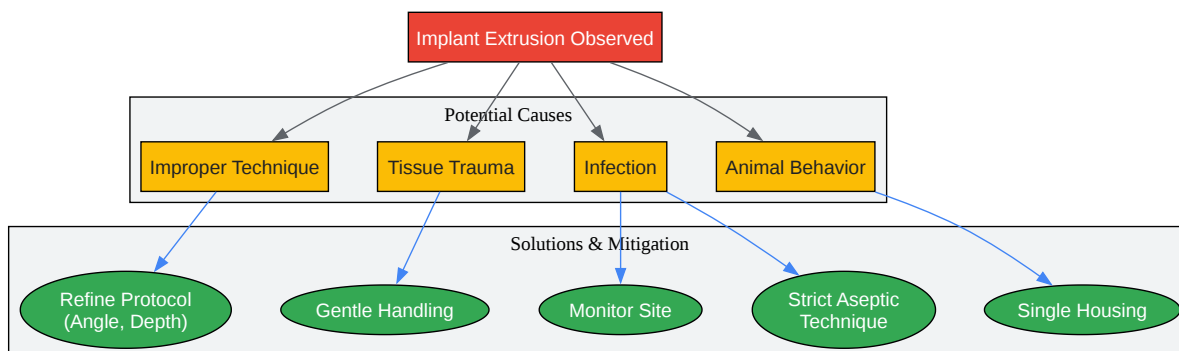 Implant Extrusion Observed
Potential Causes
Improper Technique
Tissue Trauma
Infection
Animal Behavior
Solutions & Mitigation
Refine Protocol
(Angle, Depth)
Gentle Handling
Monitor Site
Strict Aseptic
Technique
Single Housing